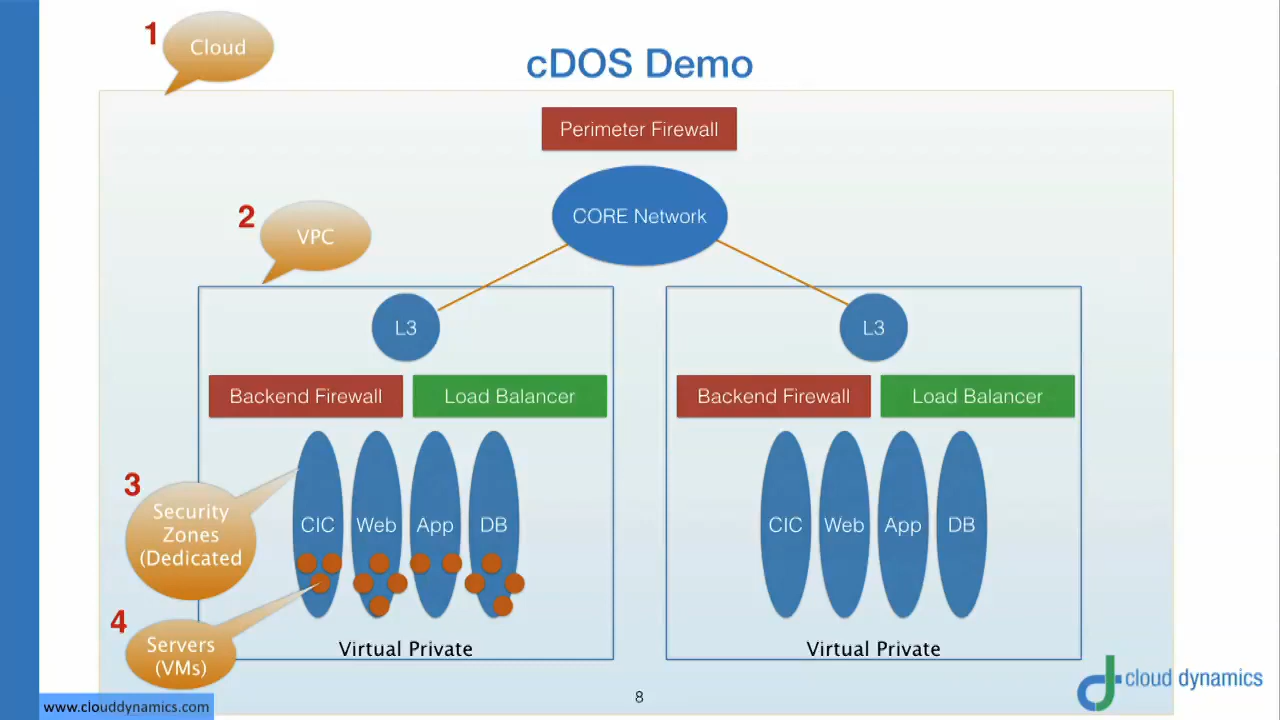 1
Cloud
cDOS Demo
Perimeter Firewall
CORE Network
2
VPC
L3
L3
Backend Firewall
Load Balancer
Backend Firewall
Load Balancer
3
Security
Zones
(Dedicated
CIC
Web
App
DB
CIC
Web
App
DB
4
Servers
(VMs)
Virtual Private
Virtual Private
cloud dynamics
8
www.clouddynamics.com